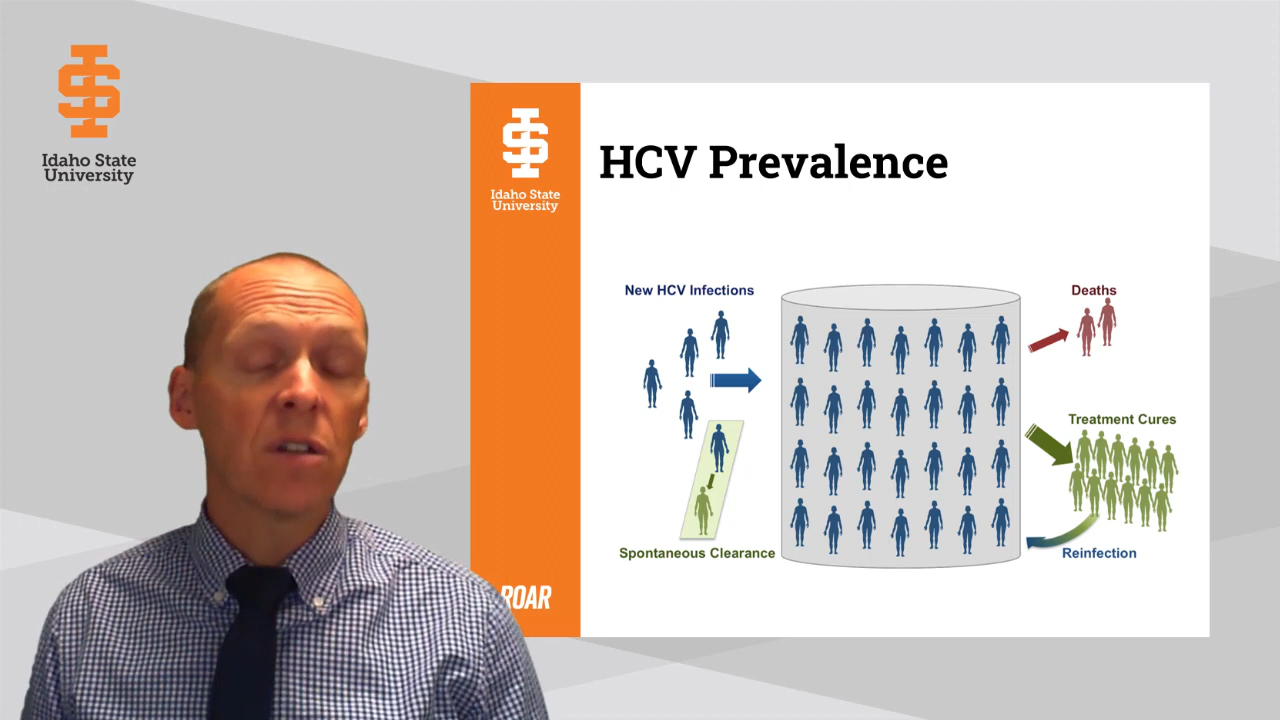 Idaho State
University
Idaho State
University
HCV Prevalence
New HCV Infections
Deaths
Treatment Cures
Spontaneous Clearance
Reinfection
ROAR